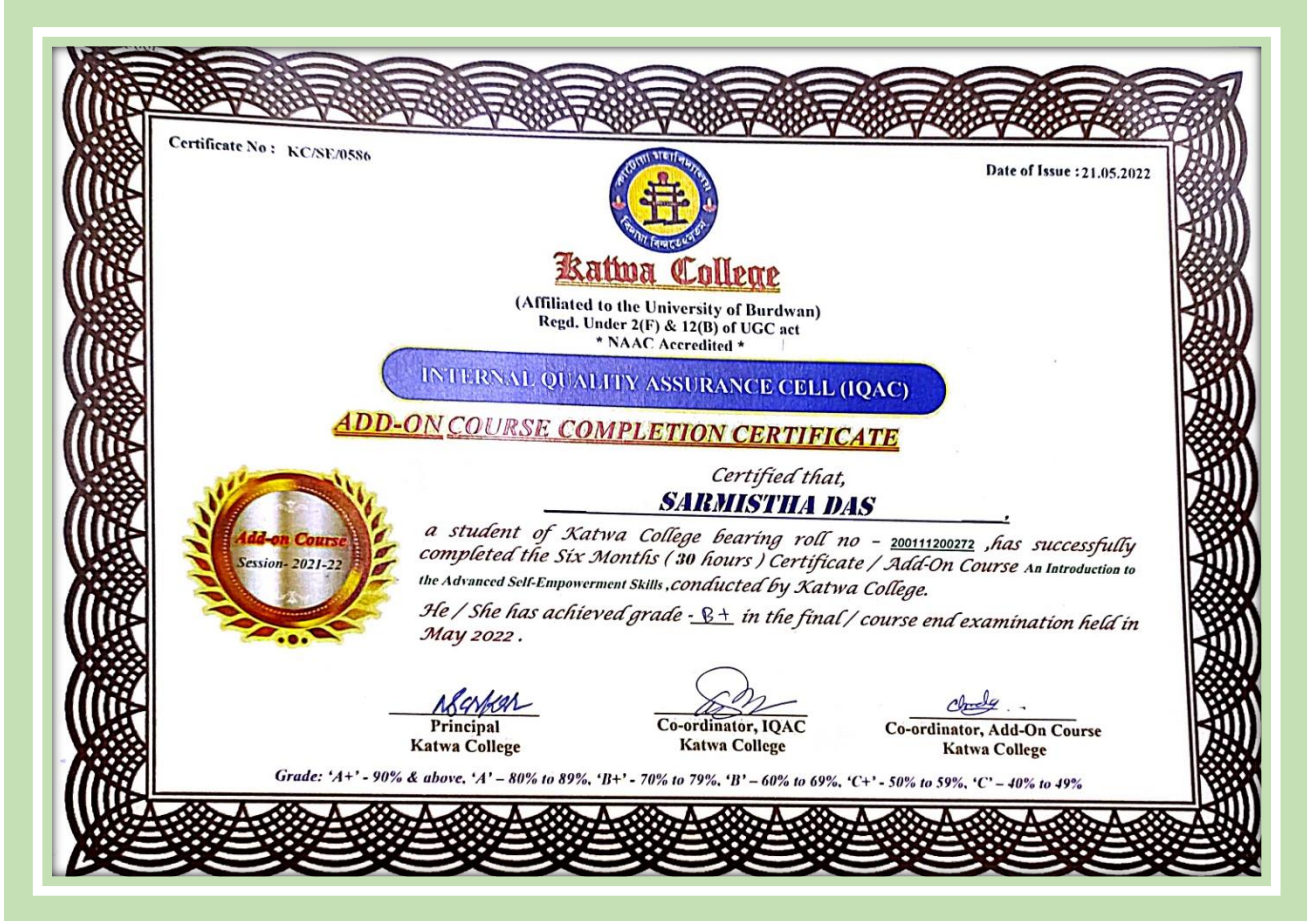 Certificate No : KC/SE/0586
Date of Issue :21.05.2022
কাটোয়া মহাবিদ্যালয়
Katwa College
(Affiliated to the University of Burdwan)
Regd. Under 2(F) & 12(B) of UGC act
* NAAC Accredited *
INTERNAL QUALITY ASSURANCE CELL (IQAC)
ADD-ON COURSE COMPLETION CERTIFICATE
Certified that,
SARMISTHA DAS
Add-on Course
Session- 2021-22
a student of Katwa College bearing roll no - 200111200272 ,has successfully
completed the Six Months ( 30 hours ) Certificate / Add-On Course An Introduction to
the Advanced Self-Empowerment Skills ,conducted by Katwa College.
He / She has achieved grade - B+ in the final / course end examination held in
May 2022 .
Principal
Katwa College
Co-ordinator, IQAC
Katwa College
Co-ordinator, Add-On Course
Katwa College
Grade: 'A+' - 90% & above, 'A' – 80% to 89%, 'B+' - 70% to 79%, 'B' – 60% to 69%, 'C+' - 50% to 59%, 'C' – 40% to 49%